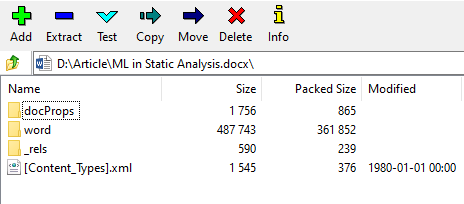 Add Extract Test Copy Move Delete Info
D:\Article\ML in Static Analysis.docx\
Name Size Packed Size Modified
docProps 1 756 865
word 487 743 361 852
_rels 590 239
[Content_Types].xml 1 545 376 1980-01-01 00:00